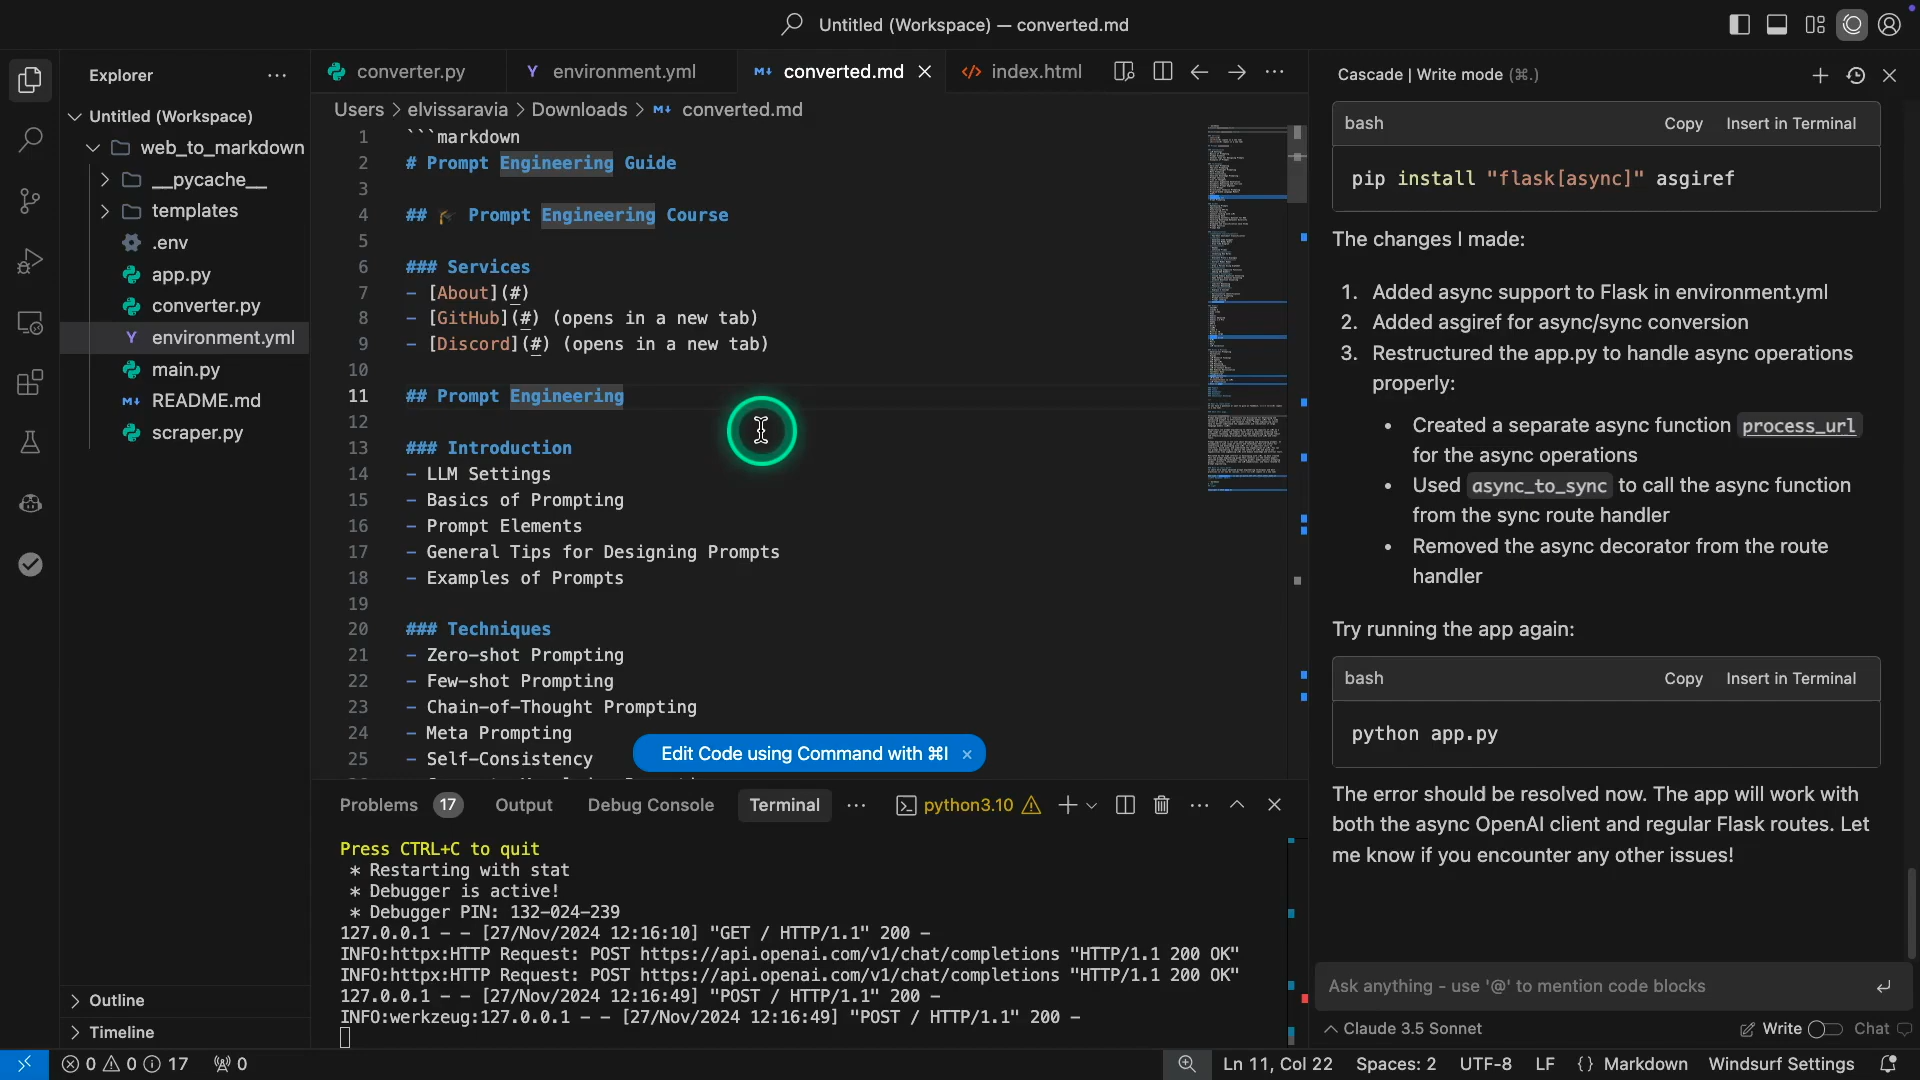 Untitled (Workspace) — converted.md
Explorer
Untitled (Workspace)
web_to_markdown
__pycache__
templates
.env
app.py
converter.py
environment.yml
main.py
README.md
scraper.py
Outline
Timeline
converter.py
environment.yml
converted.md
index.html
Users > elvissaravia > Downloads > converted.md
1 ```markdown
2 # Prompt Engineering Guide
3
4 ## 🎓 Prompt Engineering Course
5
6 ### Services
7 - [About](#)
8 - [GitHub](#) (opens in a new tab)
9 - [Discord](#) (opens in a new tab)
10
11 ## Prompt Engineering
12
13 ### Introduction
14 - LLM Settings
15 - Basics of Prompting
16 - Prompt Elements
17 - General Tips for Designing Prompts
18 - Examples of Prompts
19
20 ### Techniques
21 - Zero-shot Prompting
22 - Few-shot Prompting
23 - Chain-of-Thought Prompting
24 - Meta Prompting
25 - Self-Consistency
Edit Code using Command with ⌘I ×
Problems 17 Output Debug Console Terminal ··· python3.10
Press CTRL+C to quit
* Restarting with stat
* Debugger is active!
* Debugger PIN: 132-024-239
127.0.0.1 - - [27/Nov/2024 12:16:10] "GET / HTTP/1.1" 200 -
INFO:httpx:HTTP Request: POST https://api.openai.com/v1/chat/completions "HTTP/1.1 200 OK"
INFO:httpx:HTTP Request: POST https://api.openai.com/v1/chat/completions "HTTP/1.1 200 OK"
127.0.0.1 - - [27/Nov/2024 12:16:49] "POST / HTTP/1.1" 200 -
INFO:werkzeug:127.0.0.1 - - [27/Nov/2024 12:16:49] "POST / HTTP/1.1" 200 -
Cascade | Write mode (⌘.)
bash Copy Insert in Terminal
pip install "flask[async]" asgiref
The changes I made:
1. Added async support to Flask in environment.yml
2. Added asgiref for async/sync conversion
3. Restructured the app.py to handle async operations
properly:
• Created a separate async function process_url
for the async operations
• Used async_to_sync to call the async function
from the sync route handler
• Removed the async decorator from the route
handler
Try running the app again:
bash Copy Insert in Terminal
python app.py
The error should be resolved now. The app will work with
both the async OpenAI client and regular Flask routes. Let
me know if you encounter any other issues!
Ask anything - use '@' to mention code blocks
Claude 3.5 Sonnet Write Chat
0 0 17 0 Ln 11, Col 22 Spaces: 2 UTF-8 LF {} Markdown Windsurf Settings